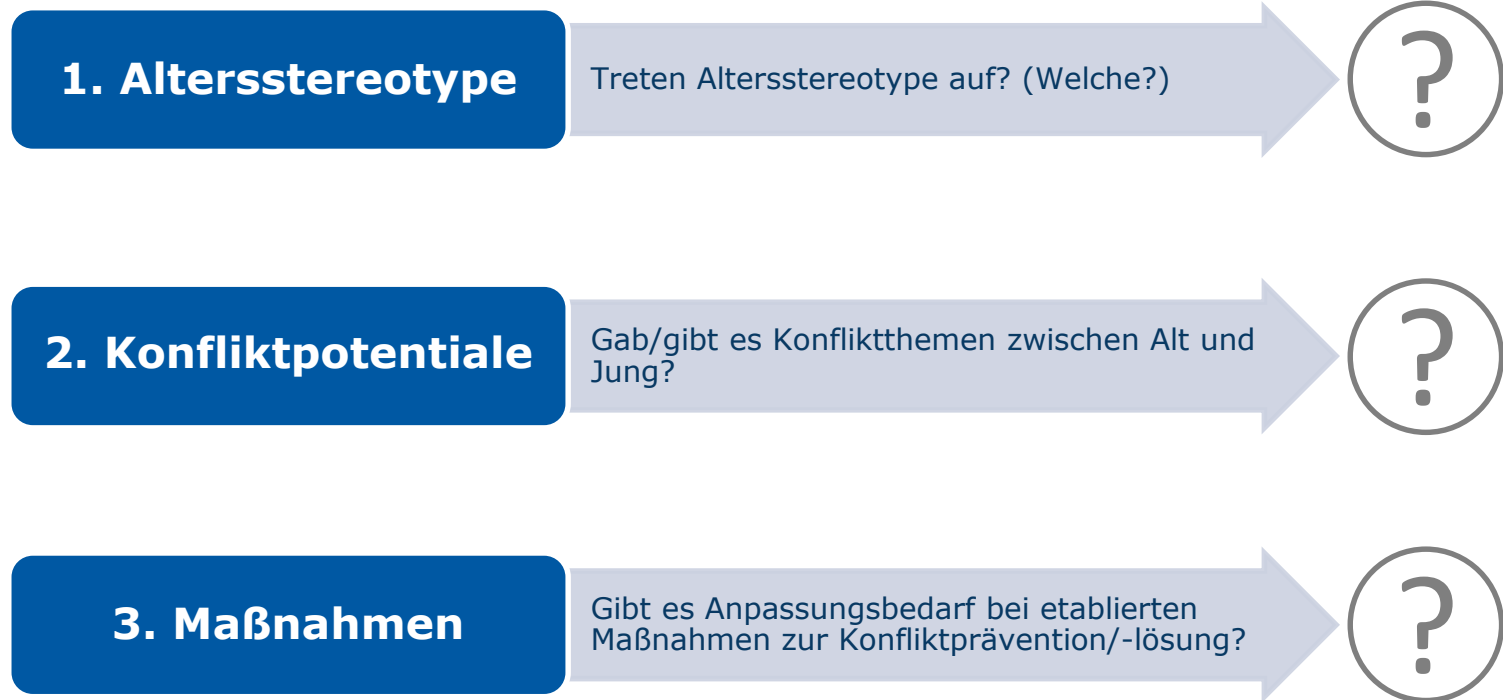 1. Altersstereotype
Treten Altersstereotype auf? (Welche?)
?
2. Konfliktpotentiale
Gab/gibt es Konfliktthemen zwischen Alt und
Jung?
?
3. Maßnahmen
Gibt es Anpassungsbedarf bei etablierten
Maßnahmen zur Konfliktprävention/-lösung?
?